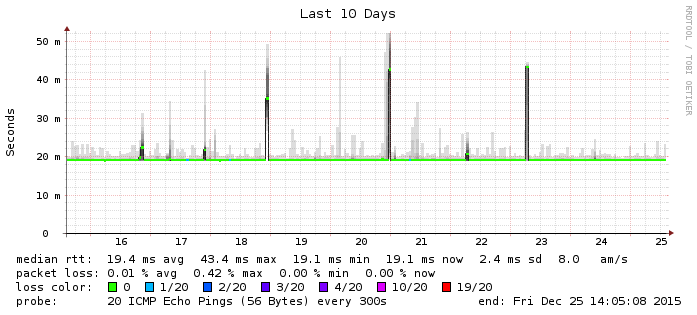 Last 10 Days
RRDTOOL / TOBI OETIKER
Seconds
50 m
40 m
30 m
20 m
10 m
0
16 17 18 19 20 21 22 23 24 25
median rtt: 19.4 ms avg 43.4 ms max 19.1 ms min 19.1 ms now 2.4 ms sd 8.0 am/s
packet loss: 0.01 % avg 0.42 % max 0.00 % min 0.00 % now
loss color: 0 1/20 2/20 3/20 4/20 10/20 19/20
probe: 20 ICMP Echo Pings (56 Bytes) every 300s end: Fri Dec 25 14:05:08 2015